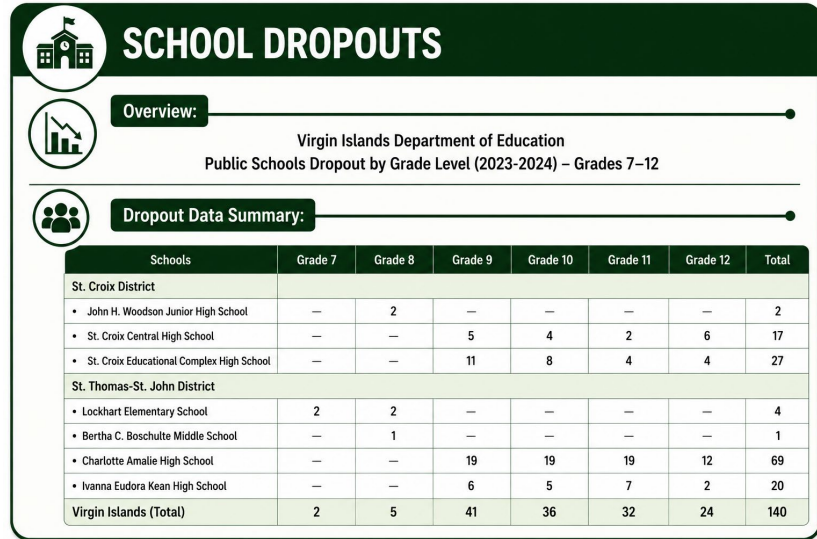 SCHOOL DROPOUTS
Overview:
Virgin Islands Department of Education
Public Schools Dropout by Grade Level (2023-2024) – Grades 7–12
Dropout Data Summary:
Schools Grade 7 Grade 8 Grade 9 Grade 10 Grade 11 Grade 12 Total
St. Croix District
• John H. Woodson Junior High School — 2 — — — — 2
• St. Croix Central High School — — 5 4 2 6 17
• St. Croix Educational Complex High School — — 11 8 4 4 27
St. Thomas-St. John District
• Lockhart Elementary School 2 2 — — — — 4
• Bertha C. Boschulte Middle School — 1 — — — — 1
• Charlotte Amalie High School — — 19 19 19 12 69
• Ivanna Eudora Kean High School — — 6 5 7 2 20
Virgin Islands (Total) 2 5 41 36 32 24 140